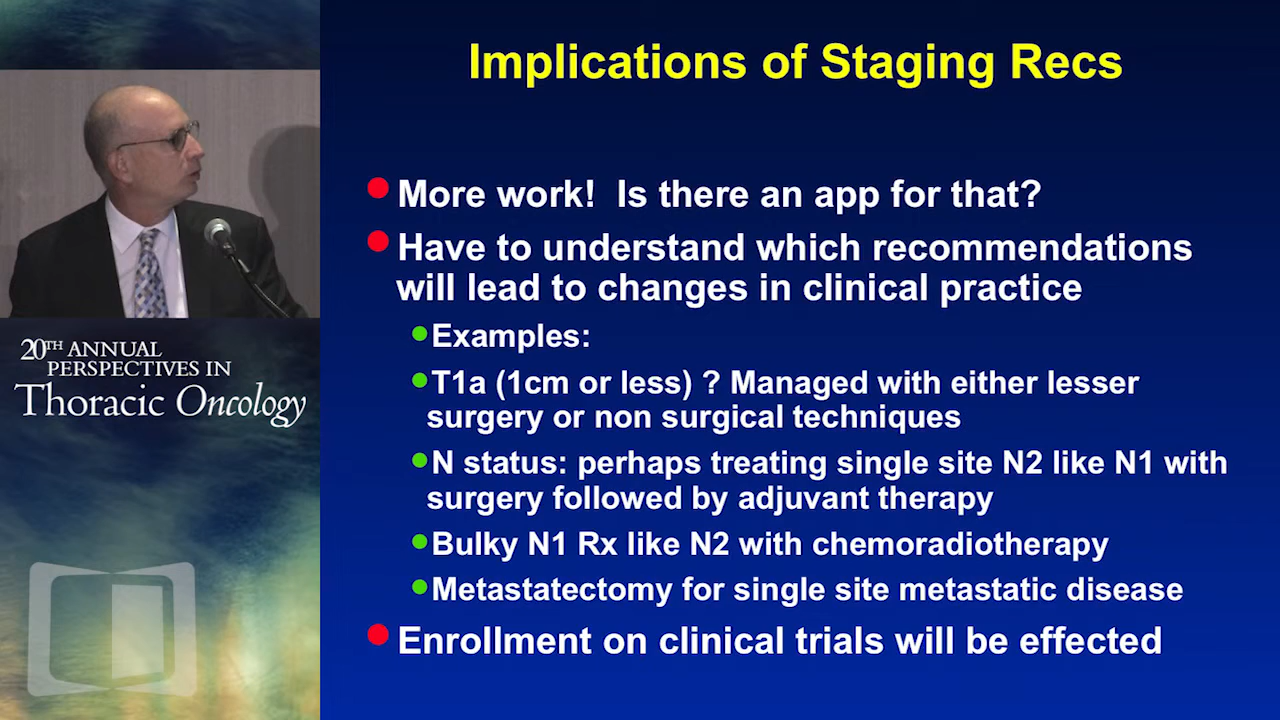 Implications of Staging Recs
More work!  Is there an app for that?
Have to understand which recommendations
will lead to changes in clinical practice
Examples:
T1a (1cm or less) ? Managed with either lesser
surgery or non surgical techniques
N status: perhaps treating single site N2 like N1 with
surgery followed by adjuvant therapy
Bulky N1 Rx like N2 with chemoradiotherapy
Metastatectomy for single site metastatic disease
Enrollment on clinical trials will be effected
20TH ANNUAL
PERSPECTIVES IN
Thoracic Oncology